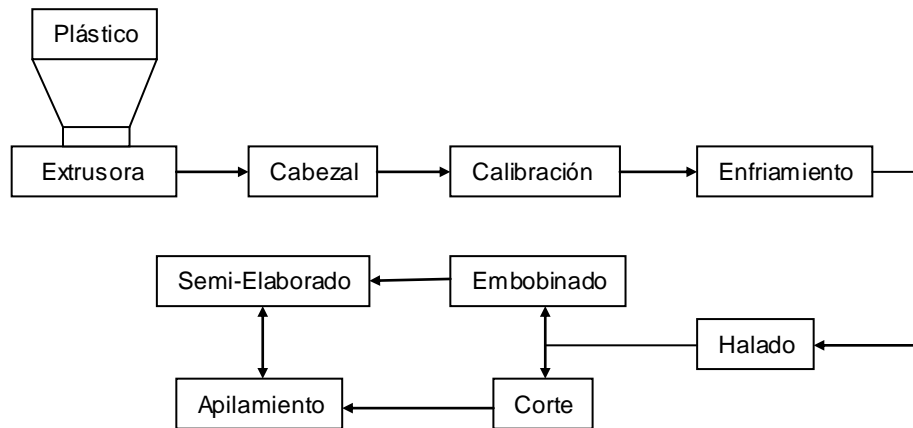 Plástico
Extrusora
Cabezal
Calibración
Enfriamiento
Semi-Elaborado
Embobinado
Halado
Apilamiento
Corte